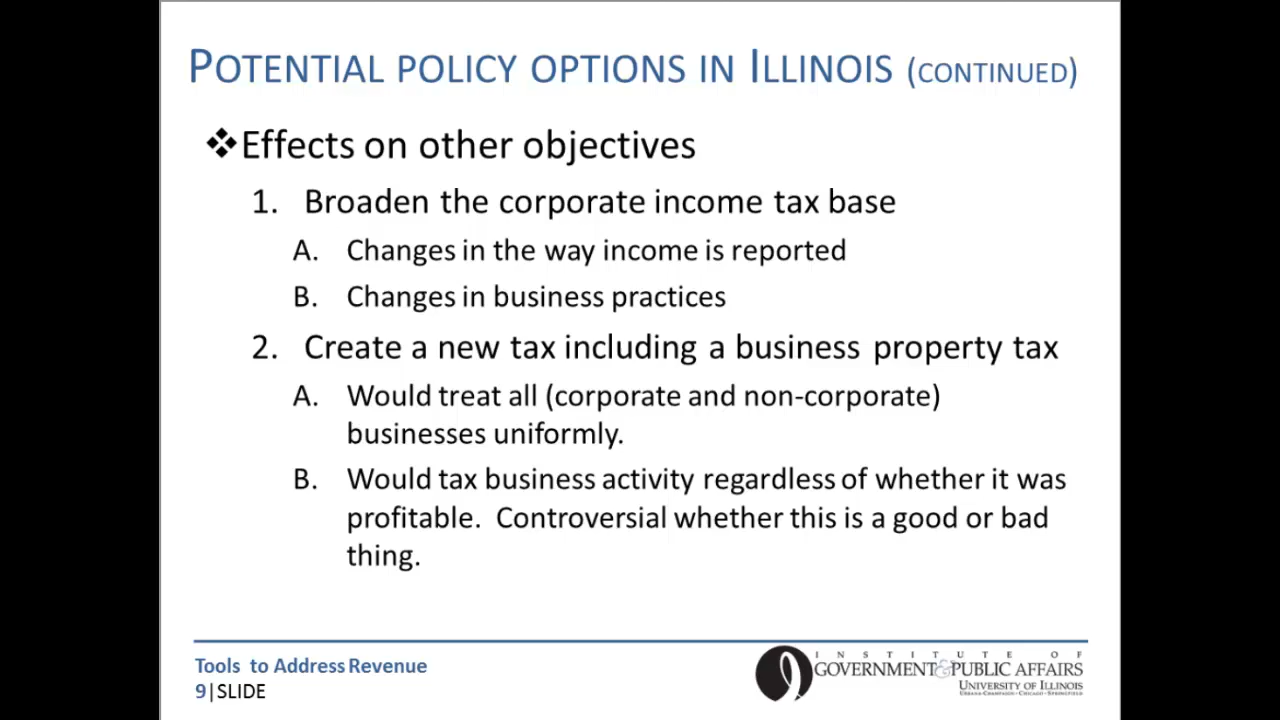 POTENTIAL POLICY OPTIONS IN ILLINOIS (CONTINUED)
❖Effects on other objectives
1. Broaden the corporate income tax base
A. Changes in the way income is reported
B. Changes in business practices
2. Create a new tax including a business property tax
A. Would treat all (corporate and non-corporate)
businesses uniformly.
B. Would tax business activity regardless of whether it was
profitable. Controversial whether this is a good or bad
thing.
Tools to Address Revenue
9|SLIDE
INSTITUTE OF
GOVERNMENT & PUBLIC AFFAIRS
UNIVERSITY OF ILLINOIS
URBANA-CHAMPAIGN • CHICAGO • SPRINGFIELD